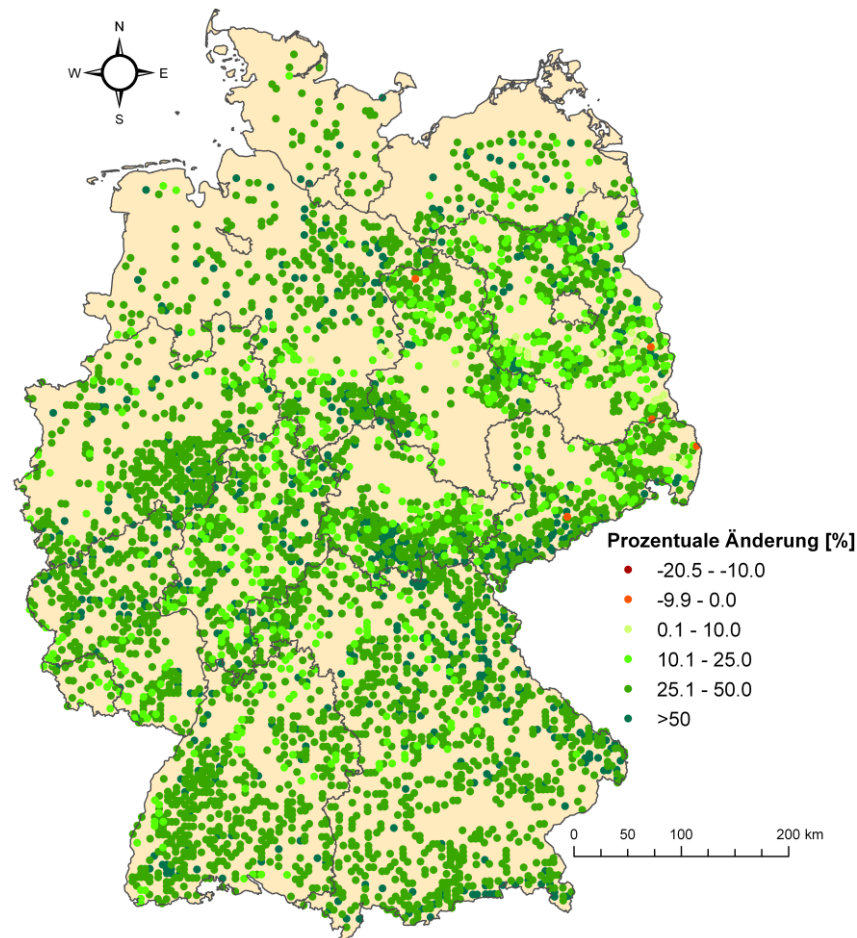 N
W E
S
Prozentuale Änderung [%]
-20.5 - -10.0
-9.9 - 0.0
0.1 - 10.0
10.1 - 25.0
25.1 - 50.0
>50
0 50 100 200 km